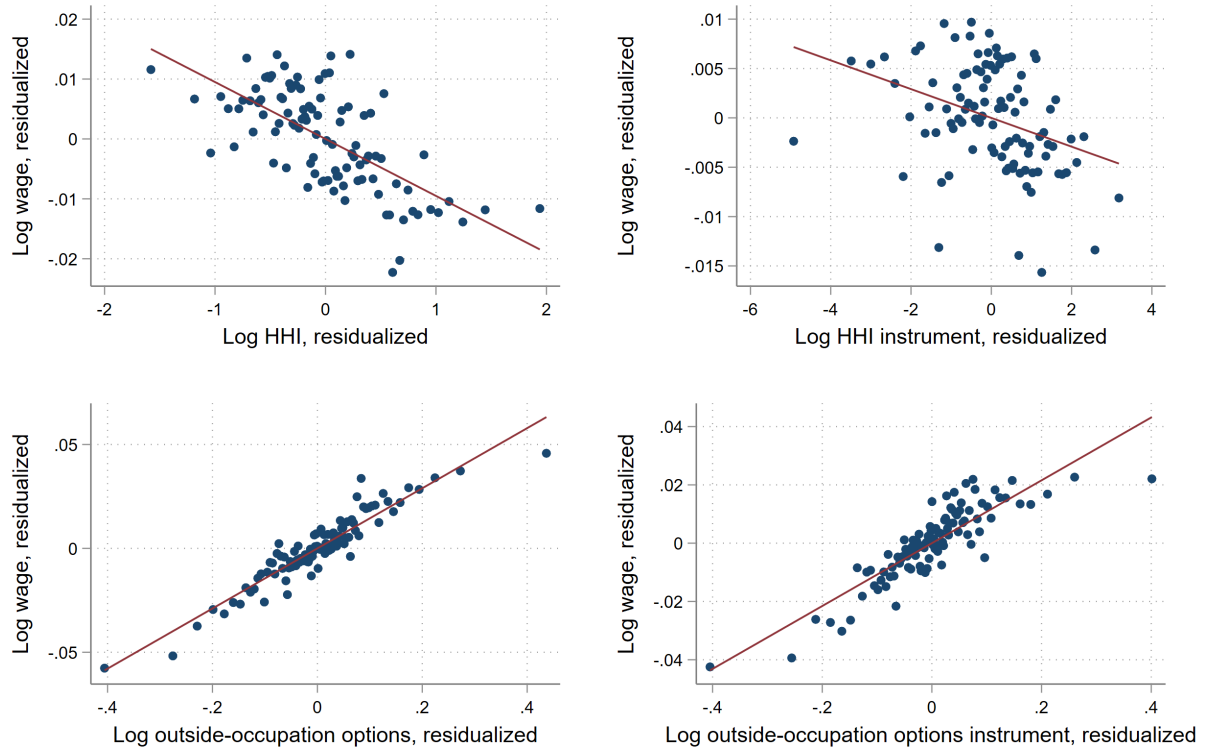 .02
.01
0
-.01
-.02
Log wage, residualized
-2 -1 0 1 2
Log HHI, residualized
.01
.005
0
-.005
-.01
-.015
Log wage, residualized
-6 -4 -2 0 2 4
Log HHI instrument, residualized
.05
0
-.05
Log wage, residualized
-.4 -.2 0 .2 .4
Log outside-occupation options, residualized
.04
.02
0
-.02
-.04
Log wage, residualized
-.4 -.2 0 .2 .4
Log outside-occupation options instrument, residualized